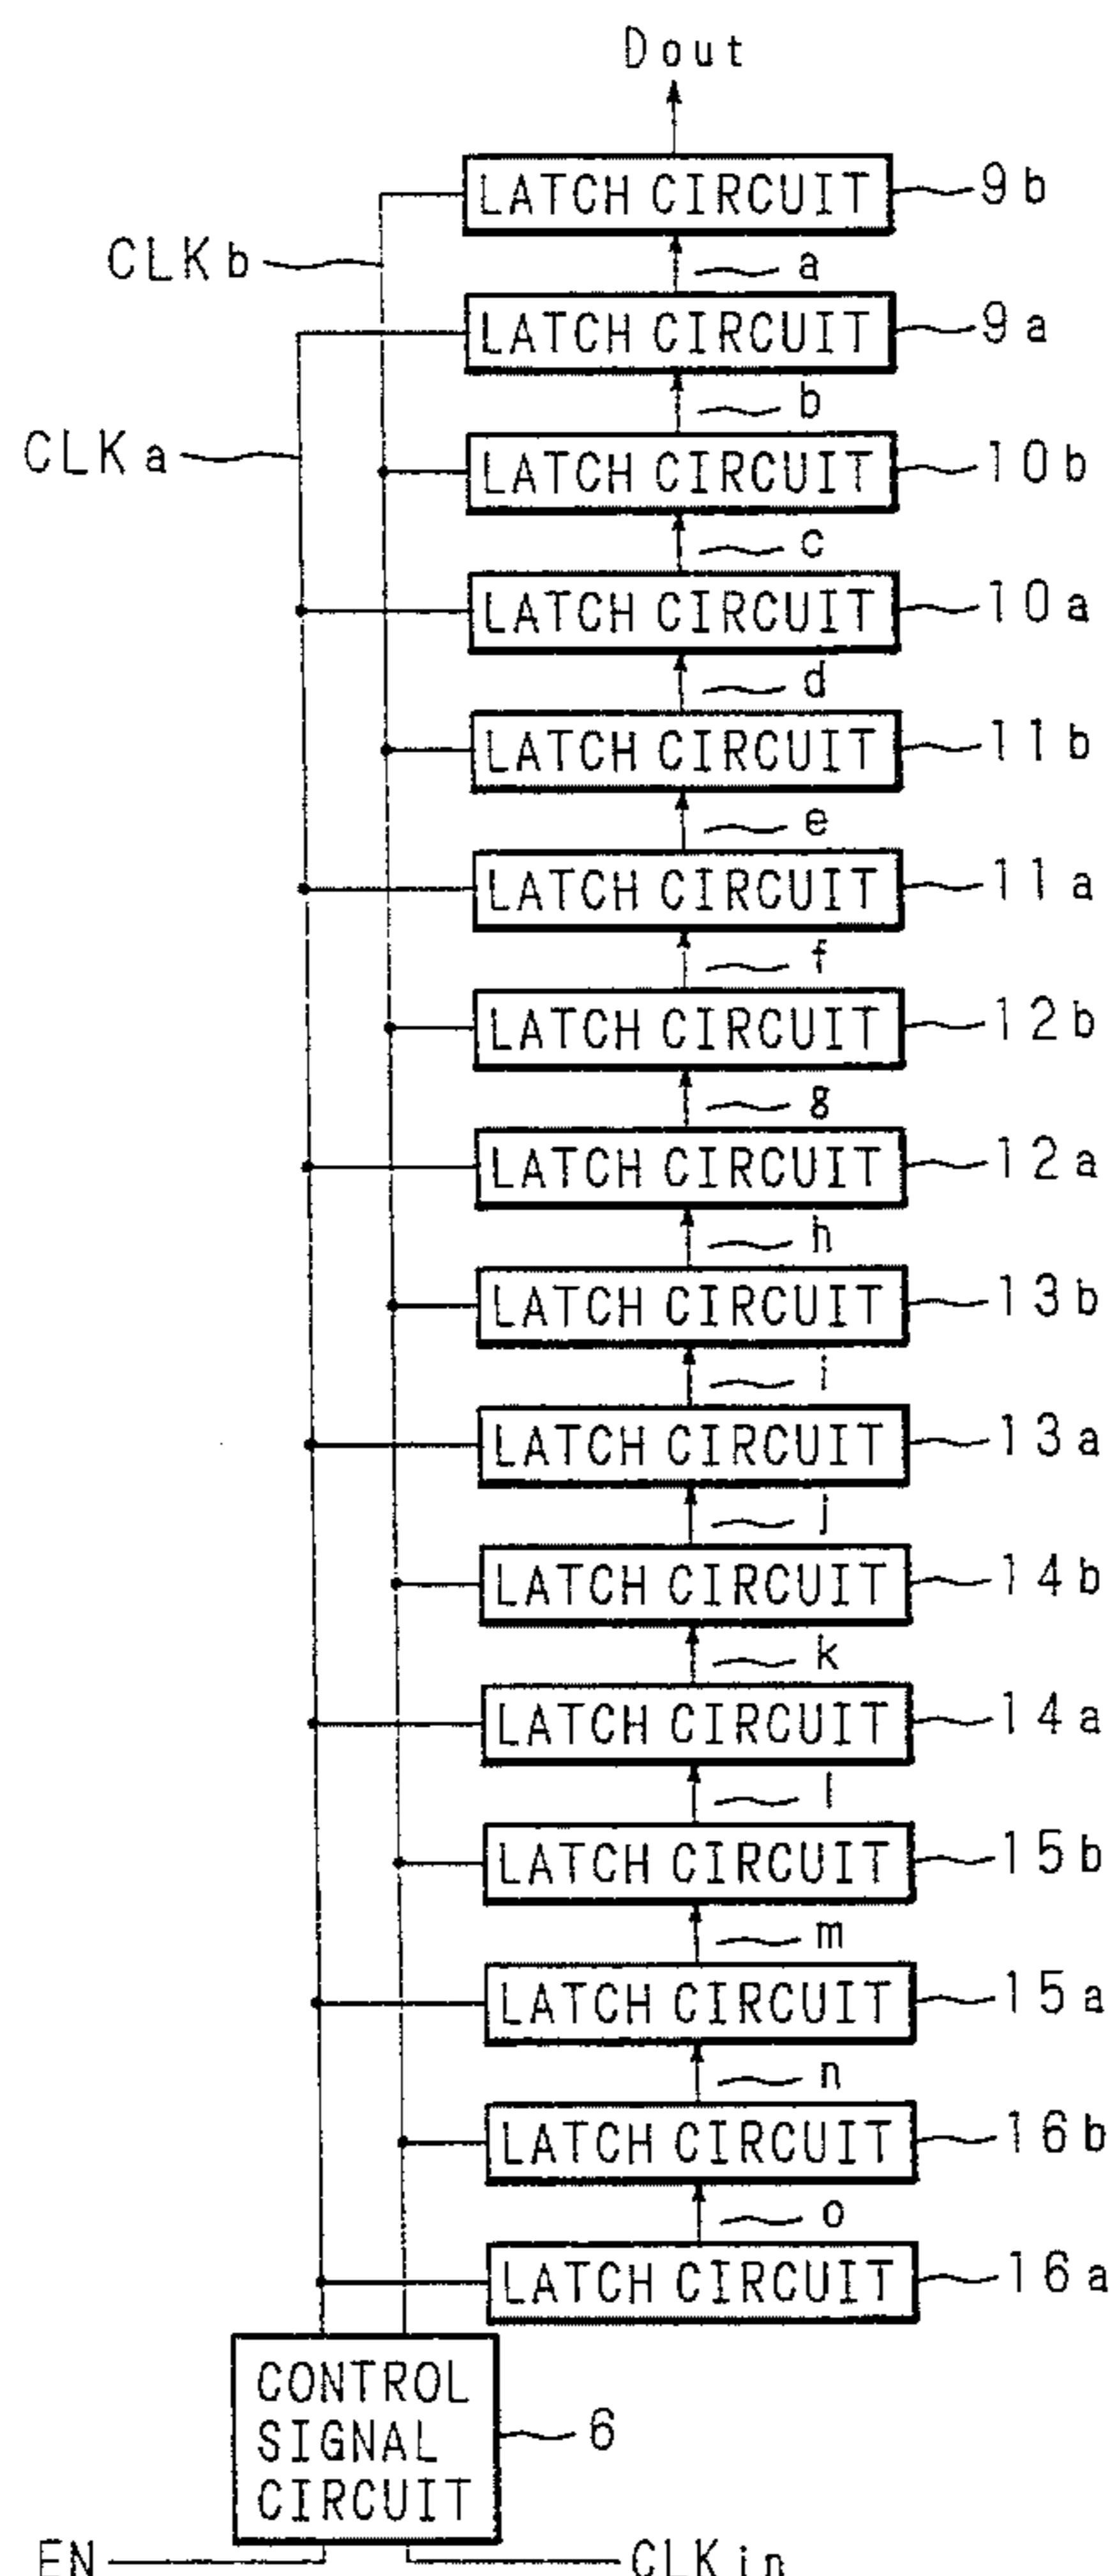 Dout
LATCH CIRCUIT 9b
CLKb
a
LATCH CIRCUIT 9a
b
CLKa
LATCH CIRCUIT 10b
c
LATCH CIRCUIT 10a
d
LATCH CIRCUIT 11b
e
LATCH CIRCUIT 11a
f
LATCH CIRCUIT 12b
g
LATCH CIRCUIT 12a
h
LATCH CIRCUIT 13b
i
LATCH CIRCUIT 13a
j
LATCH CIRCUIT 14b
k
LATCH CIRCUIT 14a
l
LATCH CIRCUIT 15b
m
LATCH CIRCUIT 15a
n
LATCH CIRCUIT 16b
o
LATCH CIRCUIT 16a
CONTROL
SIGNAL 6
CIRCUIT
EN CLKin